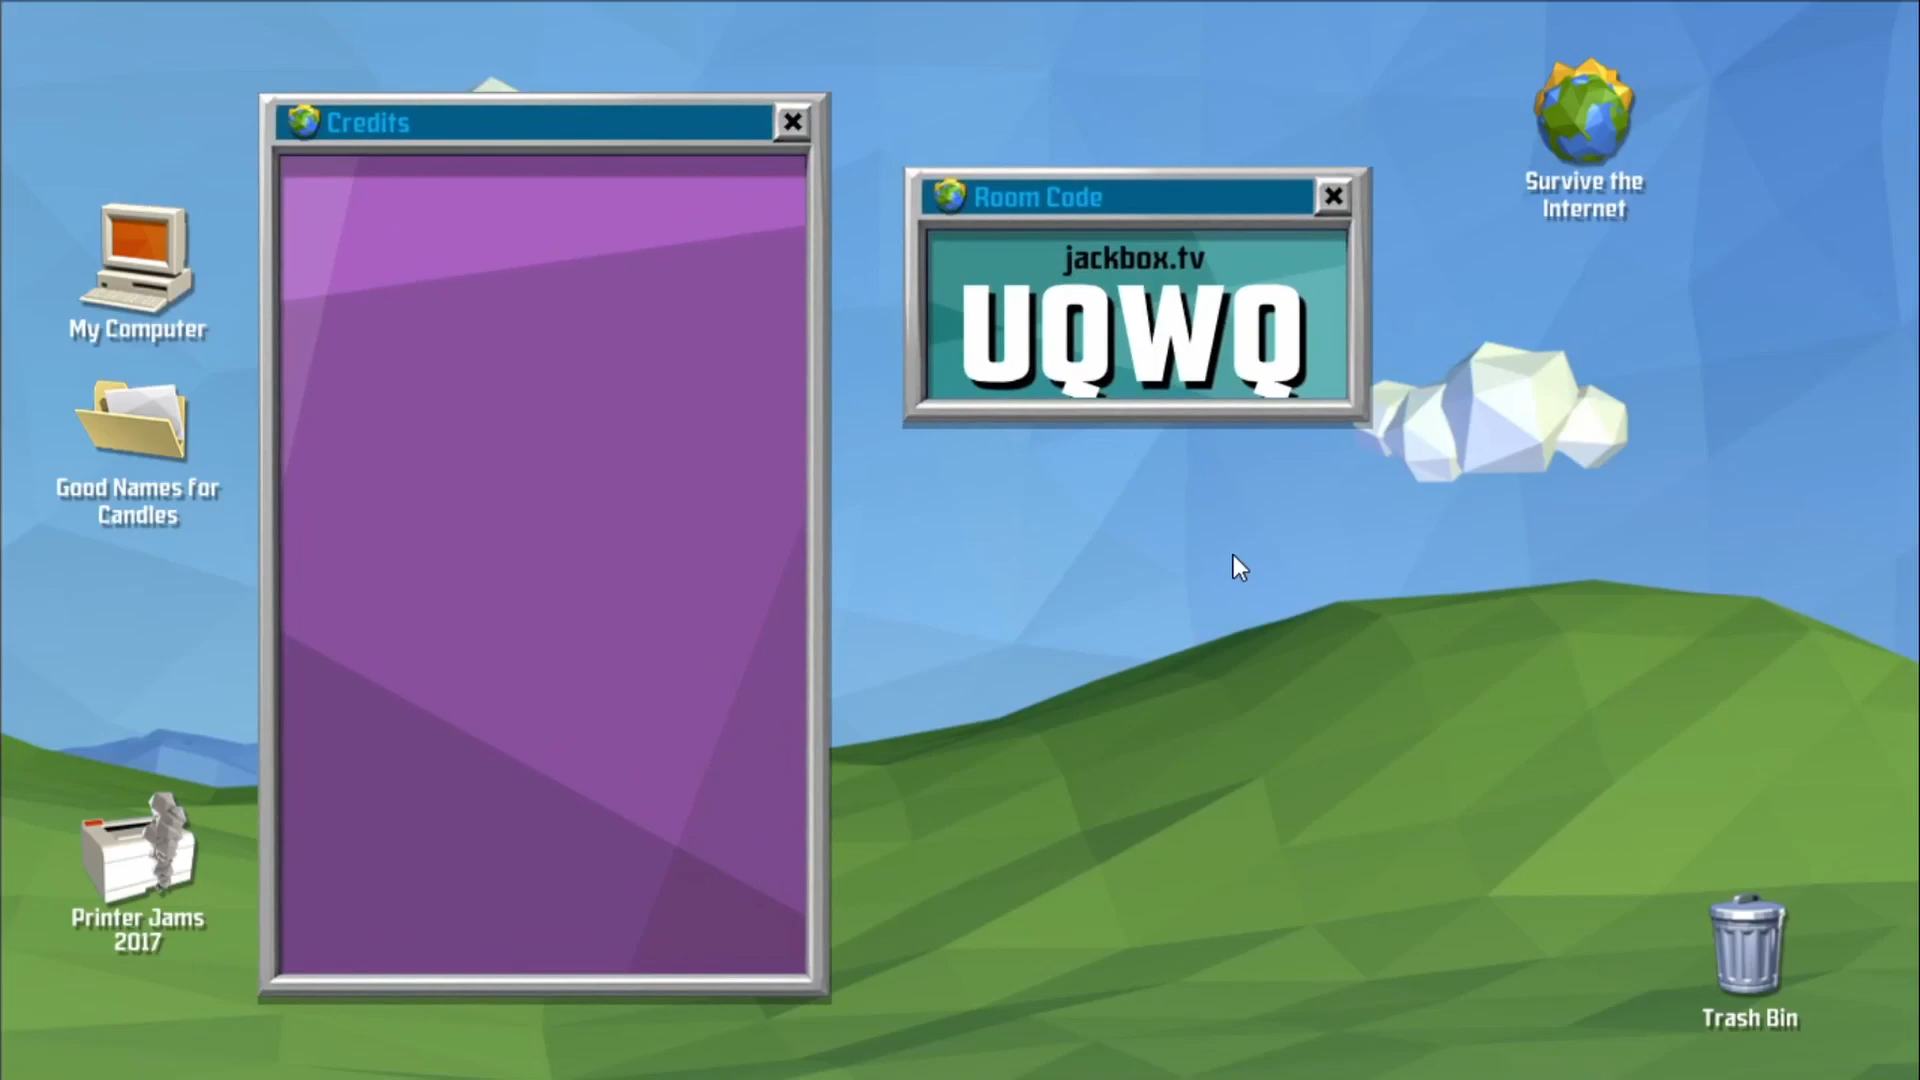 Credits
Room Code
jackbox.tv
UQWQ
Survive the
Internet
My Computer
Good Names for
Candles
Printer Jams
2017
Trash Bin